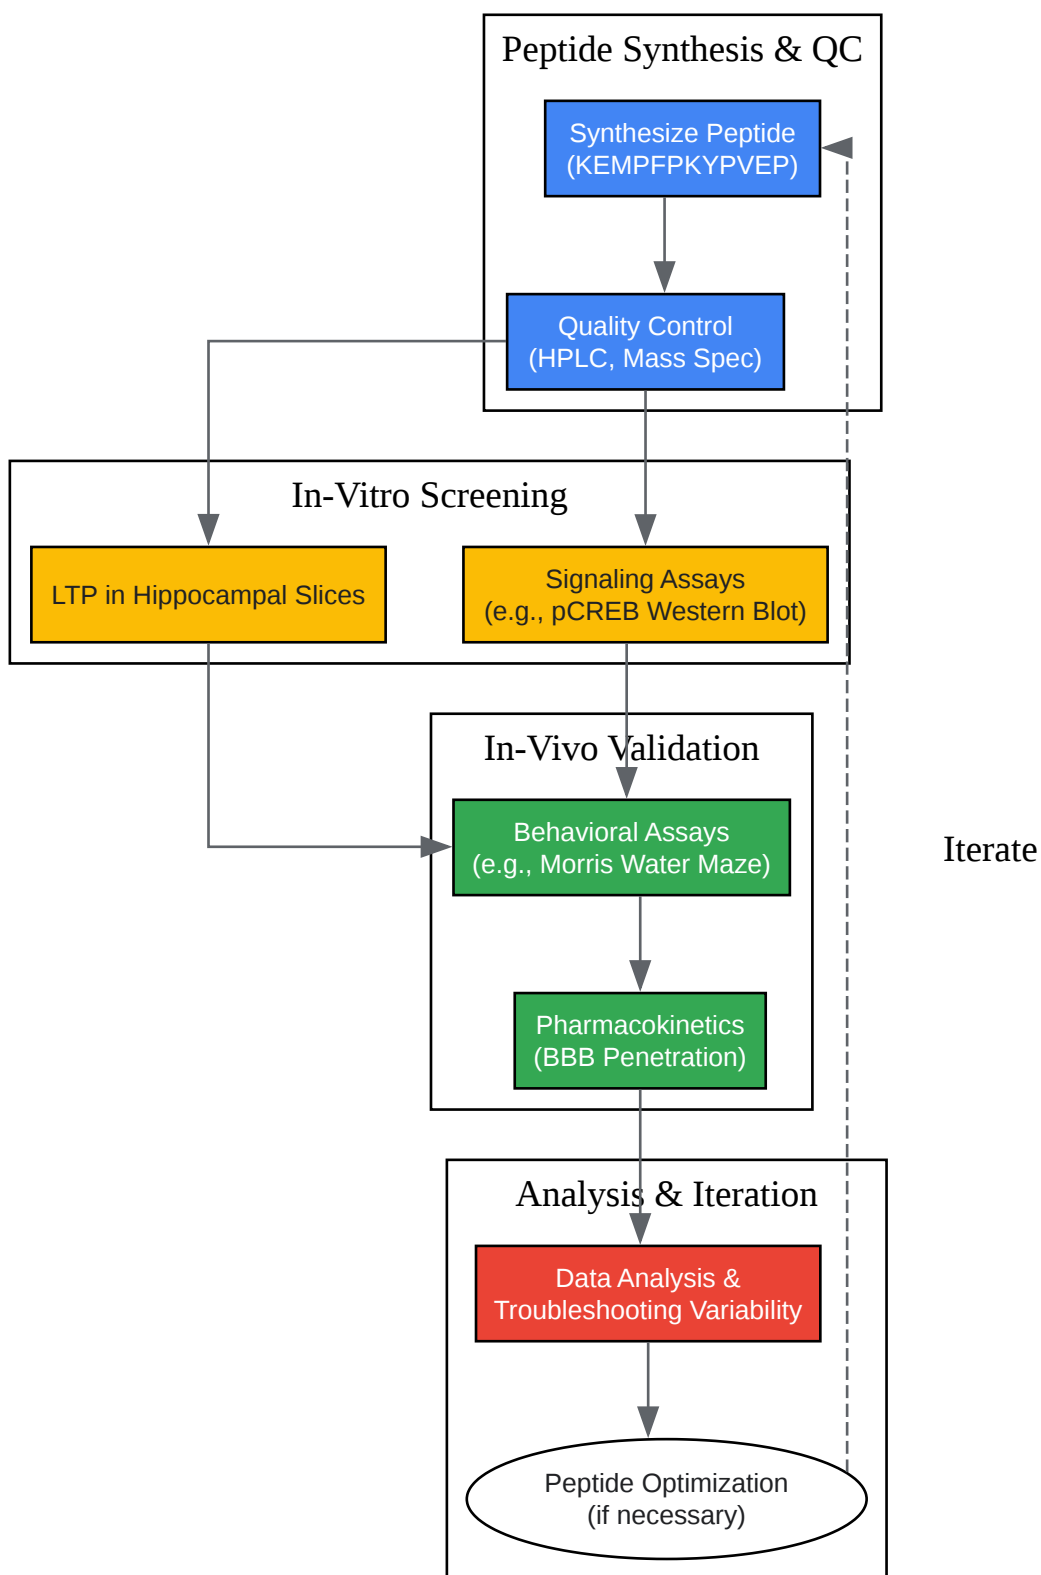 Peptide Synthesis & QC
Synthesize Peptide
(KEMPFPKYPVEP)
Quality Control
(HPLC, Mass Spec)
In-Vitro Screening
LTP in Hippocampal Slices
Signaling Assays
(e.g., pCREB Western Blot)
In-Vivo Validation
Behavioral Assays
(e.g., Morris Water Maze)
Iterate
Pharmacokinetics
(BBB Penetration)
Analysis & Iteration
Data Analysis &
Troubleshooting Variability
Peptide Optimization
(if necessary)